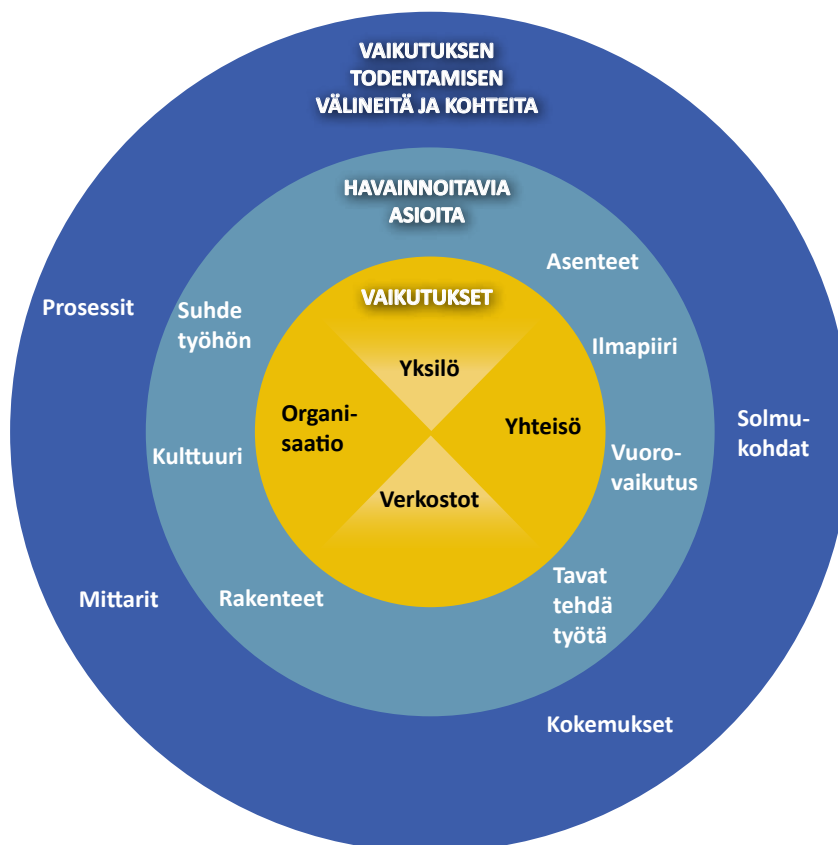 VAIKUTUKSEN
TODENTAMISEN
VÄLINEITÄ JA KOHTEITA
HAVAINNOITAVIA
ASIOITA
Asenteet
VAIKUTUKSET
Prosessit
Suhde
työhön
Ilmapiiri
Yksilö
Organi-
saatio
Yhteisö
Solmu-
kohdat
Kulttuuri
Vuoro-
vaikutus
Verkostot
Tavat
tehdä
työtä
Mittarit
Rakenteet
Kokemukset